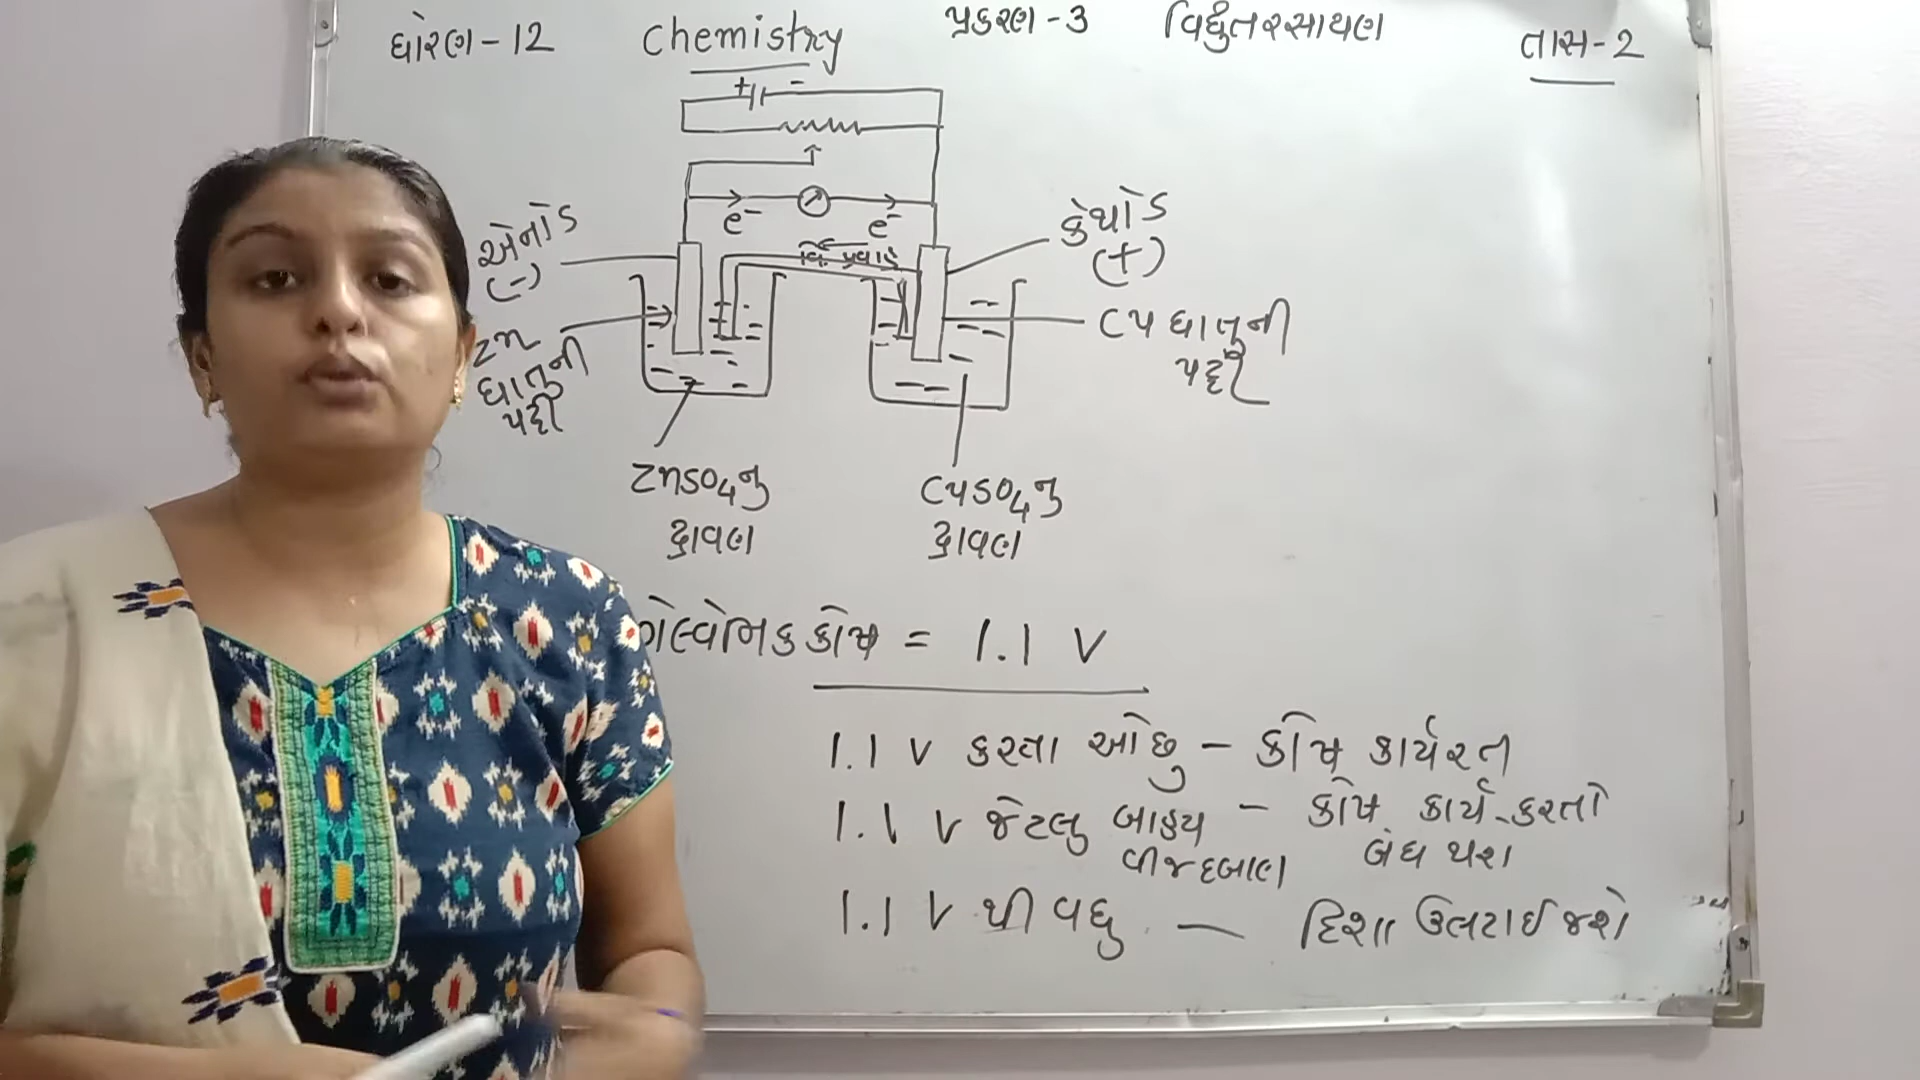 ધોરણ - 12
Chemistry
પ્રકરણ - 3
વિદ્યુતરસાયણ
તાસ - 2
+ -
e⁻
e⁻
વિ. પ્રવાહ
એનોડ
(-)
Zn
ધાતુની
પટ્ટી
કેથોડ
(+)
Cu ધાતુની
પટ્ટી
ZnSO₄નુ
દ્રાવણ
CuSO₄નુ
દ્રાવણ
ગેલ્વેનિક કોષ = 1.1 V
1.1 V કરતા ઓછુ - કોષ કાર્યરત
1.1 V જેટલુ બાહ્ય - કોષ કાર્ય કરતો
વીજદબાણ બંધ થશે
1.1 V થી વધુ - દિશા ઉલટાઈ જશે